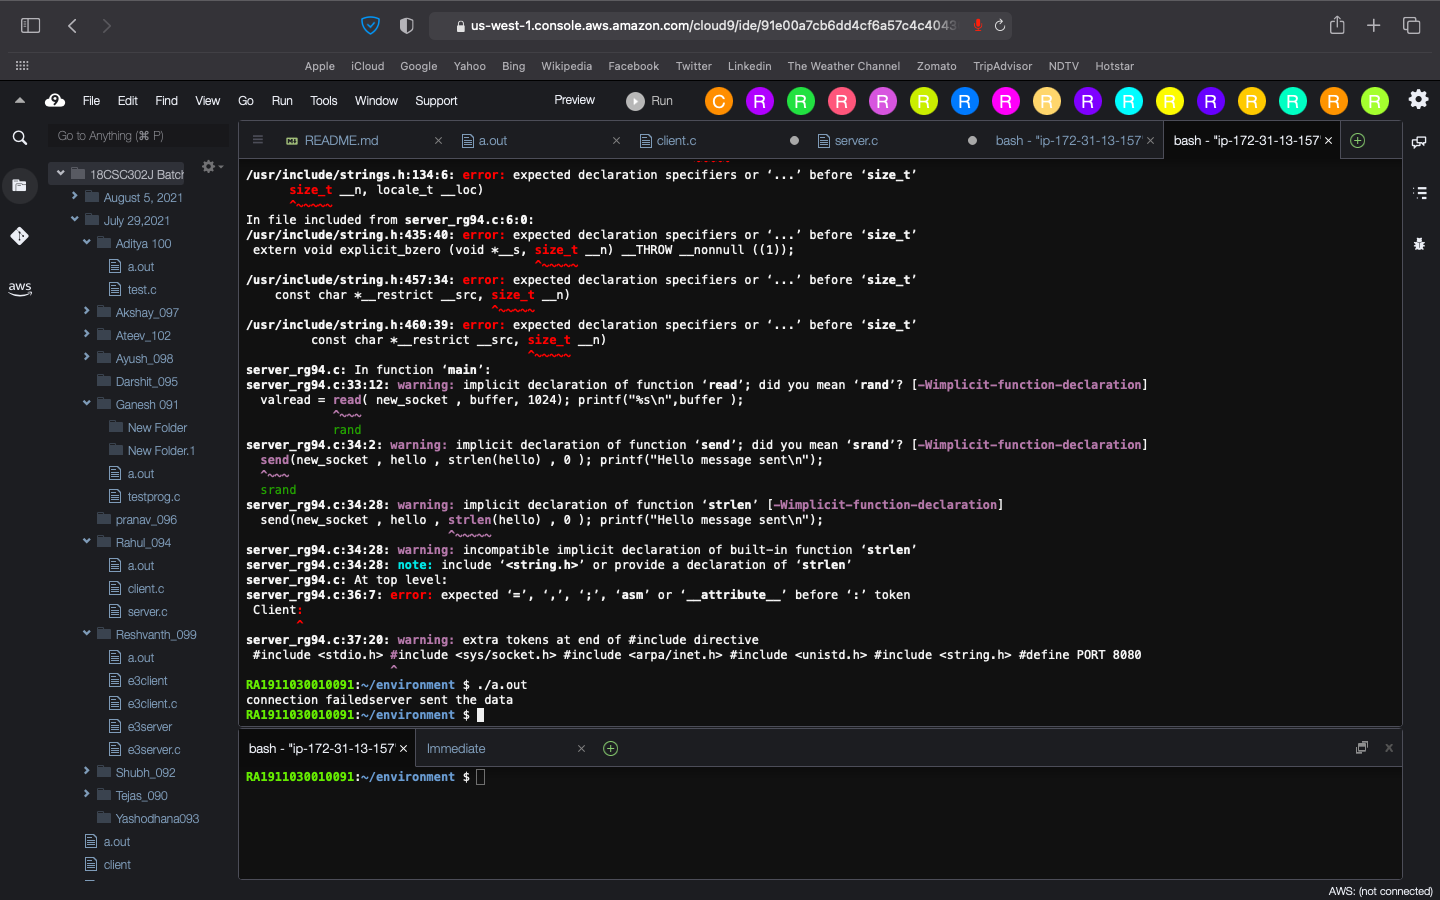 us-west-1.console.aws.amazon.com/cloud9/ide/91e00a7cb6dd4cf6a57c4c4043
Apple iCloud Google Yahoo Bing Wikipedia Facebook Twitter Linkedin The Weather Channel Zomato TripAdvisor NDTV Hotstar
9 File Edit Find View Go Run Tools Window Support Preview Run C R R R R R R R R R R R R R R R R
Go to Anything (⌘ P)
README.md a.out client.c server.c bash - "ip-172-31-13-157 bash - "ip-172-31-13-157
18CSC302J Batch
August 5, 2021
July 29,2021
Aditya 100
a.out
test.c
aws
Akshay_097
Ateev_102
Ayush_098
Darshit_095
Ganesh 091
New Folder
New Folder.1
a.out
testprog.c
pranav_096
Rahul_094
a.out
client.c
server.c
Reshvanth_099
a.out
e3client
e3client.c
e3server
e3server.c
Shubh_092
Tejas_090
Yashodhana093
a.out
client
/usr/include/strings.h:134:6: error: expected declaration specifiers or ‘...’ before ‘size_t’
size_t __n, locale_t __loc)
^~~~~~
In file included from server_rg94.c:6:0:
/usr/include/string.h:435:40: error: expected declaration specifiers or ‘...’ before ‘size_t’
extern void explicit_bzero (void *__s, size_t __n) __THROW __nonnull ((1));
^~~~~~
/usr/include/string.h:457:34: error: expected declaration specifiers or ‘...’ before ‘size_t’
const char *__restrict __src, size_t __n)
^~~~~~
/usr/include/string.h:460:39: error: expected declaration specifiers or ‘...’ before ‘size_t’
const char *__restrict __src, size_t __n)
^~~~~~
server_rg94.c: In function ‘main’:
server_rg94.c:33:12: warning: implicit declaration of function ‘read’; did you mean ‘rand’? [-Wimplicit-function-declaration]
valread = read( new_socket , buffer, 1024); printf("%s\n",buffer );
^~~~
rand
server_rg94.c:34:2: warning: implicit declaration of function ‘send’; did you mean ‘srand’? [-Wimplicit-function-declaration]
send(new_socket , hello , strlen(hello) , 0 ); printf("Hello message sent\n");
^~~~
srand
server_rg94.c:34:28: warning: implicit declaration of function ‘strlen’ [-Wimplicit-function-declaration]
send(new_socket , hello , strlen(hello) , 0 ); printf("Hello message sent\n");
^~~~~~
server_rg94.c:34:28: warning: incompatible implicit declaration of built-in function ‘strlen’
server_rg94.c:34:28: note: include ‘<string.h>’ or provide a declaration of ‘strlen’
server_rg94.c: At top level:
server_rg94.c:36:7: error: expected ‘=’, ‘,’, ‘;’, ‘asm’ or ‘__attribute__’ before ‘:’ token
Client:
^
server_rg94.c:37:20: warning: extra tokens at end of #include directive
#include <stdio.h> #include <sys/socket.h> #include <arpa/inet.h> #include <unistd.h> #include <string.h> #define PORT 8080
^
RA1911030010091:~/environment $ ./a.out
connection failedserver sent the data
RA1911030010091:~/environment $
bash - "ip-172-31-13-157 Immediate
RA1911030010091:~/environment $
AWS: (not connected)